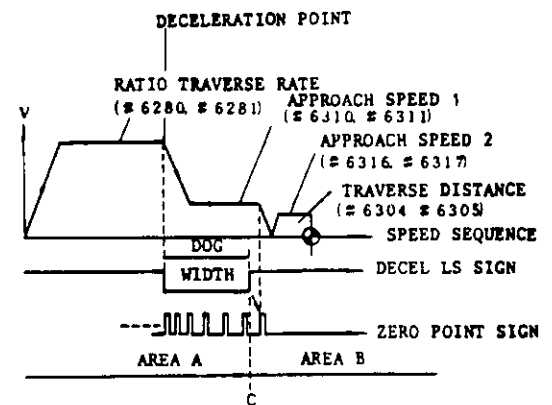 DECELERATION POINT
RATIO TRAVERSE RATE
(# 6280, # 6281)
APPROACH SPEED 1
(# 6310, # 6311)
V
APPROACH SPEED 2
(# 6316, # 6317)
TRAVERSE DISTANCE
(# 6304 # 6305)
SPEED SEQUENCE
DOG
WIDTH
DECEL LS SIGN
ZERO POINT SIGN
AREA A
AREA B
C